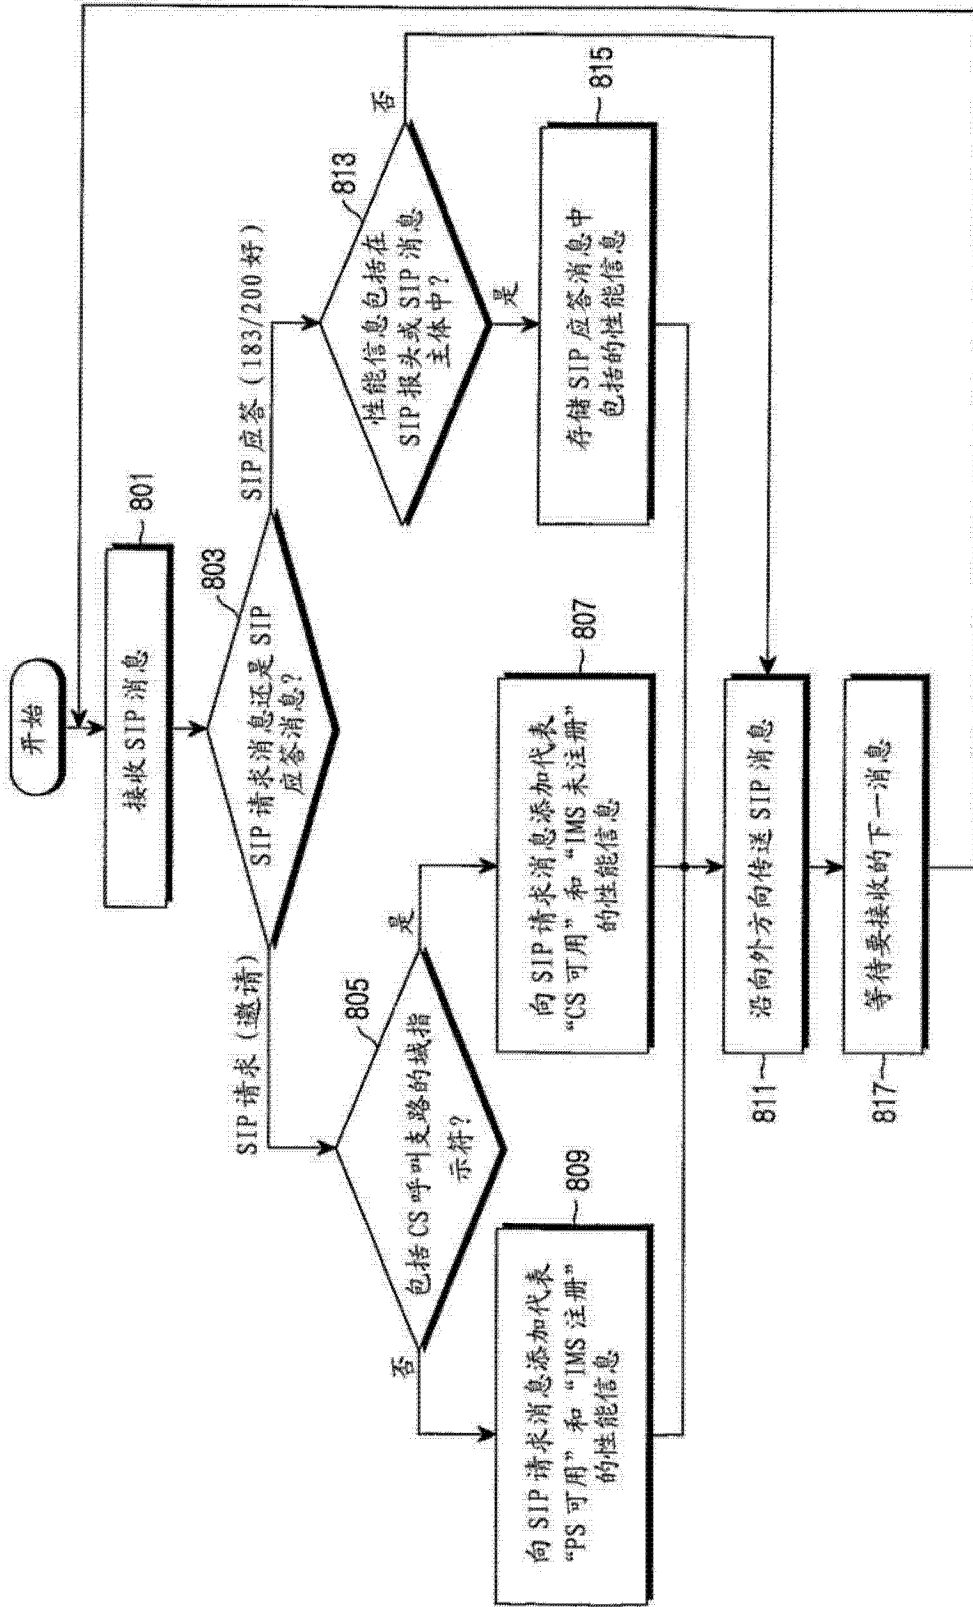 开始
接收 SIP 消息
801
SIP 请求消息还是 SIP
应答消息?
803
SIP 请求 (邀请)
SIP 应答 (183/200 好)
包括 CS 呼叫支路的域指
示符?
805
是
否
向 SIP 请求消息添加代表
“CS 可用” 和 “IMS 未注册”
的性能信息
807
向 SIP 请求消息添加代表
“PS 可用” 和 “IMS 注册”
的性能信息
809
性能信息包括在
SIP 报头或 SIP 消息
主体中?
813
否
是
存储 SIP 应答消息中
包括的性能信息
815
沿向外方向传送 SIP 消息
811
等待要接收的下一消息
817